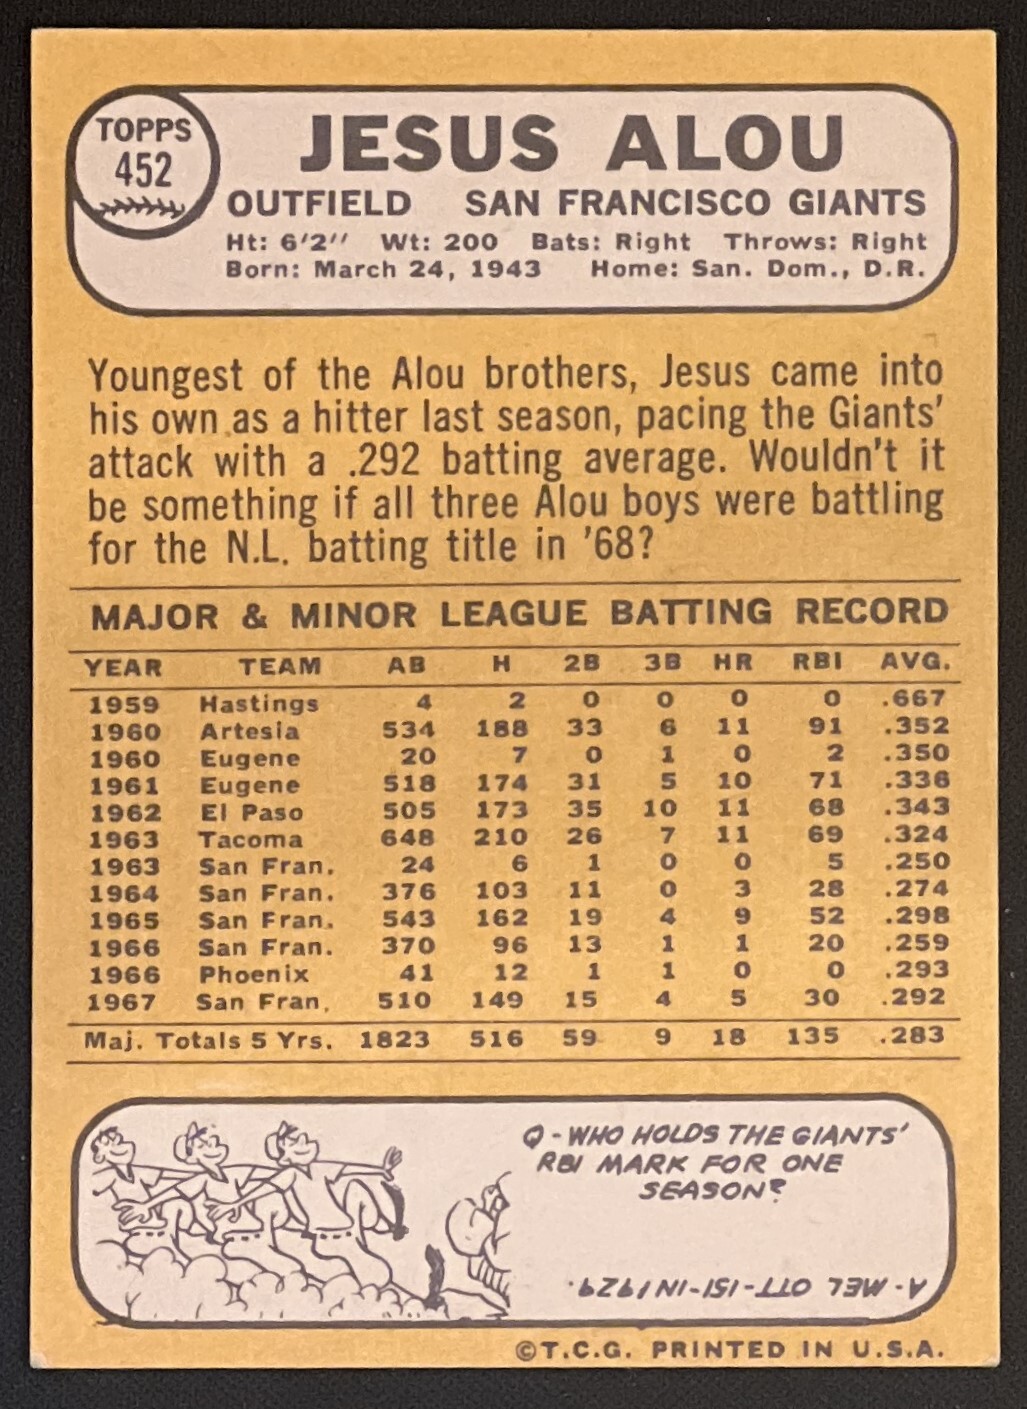 TOPPS
452
JESUS ALOU
OUTFIELD SAN FRANCISCO GIANTS
Ht: 6'2" Wt: 200 Bats: Right Throws: Right
Born: March 24, 1943 Home: San. Dom., D.R.
Youngest of the Alou brothers, Jesus came into
his own as a hitter last season, pacing the Giants'
attack with a .292 batting average. Wouldn't it
be something if all three Alou boys were battling
for the N.L. batting title in '68?
MAJOR & MINOR LEAGUE BATTING RECORD
YEAR TEAM AB H 2B 3B HR RBI AVG.
1959 Hastings 4 2 0 0 0 0 .667
1960 Artesia 534 188 33 6 11 91 .352
1960 Eugene 20 7 0 1 0 2 .350
1961 Eugene 518 174 31 5 10 71 .336
1962 El Paso 505 173 35 10 11 68 .343
1963 Tacoma 648 210 26 7 11 69 .324
1963 San Fran. 24 6 1 0 0 5 .250
1964 San Fran. 376 103 11 0 3 28 .274
1965 San Fran. 543 162 19 4 9 52 .298
1966 San Fran. 370 96 13 1 1 20 .259
1966 Phoenix 41 12 1 1 0 0 .293
1967 San Fran. 510 149 15 4 5 30 .292
Maj. Totals 5 Yrs. 1823 516 59 9 18 135 .283
Q-WHO HOLDS THE GIANTS'
RBI MARK FOR ONE
SEASON?
A-MEL OTT-151-IN 1929.
©T.C.G. PRINTED IN U.S.A.